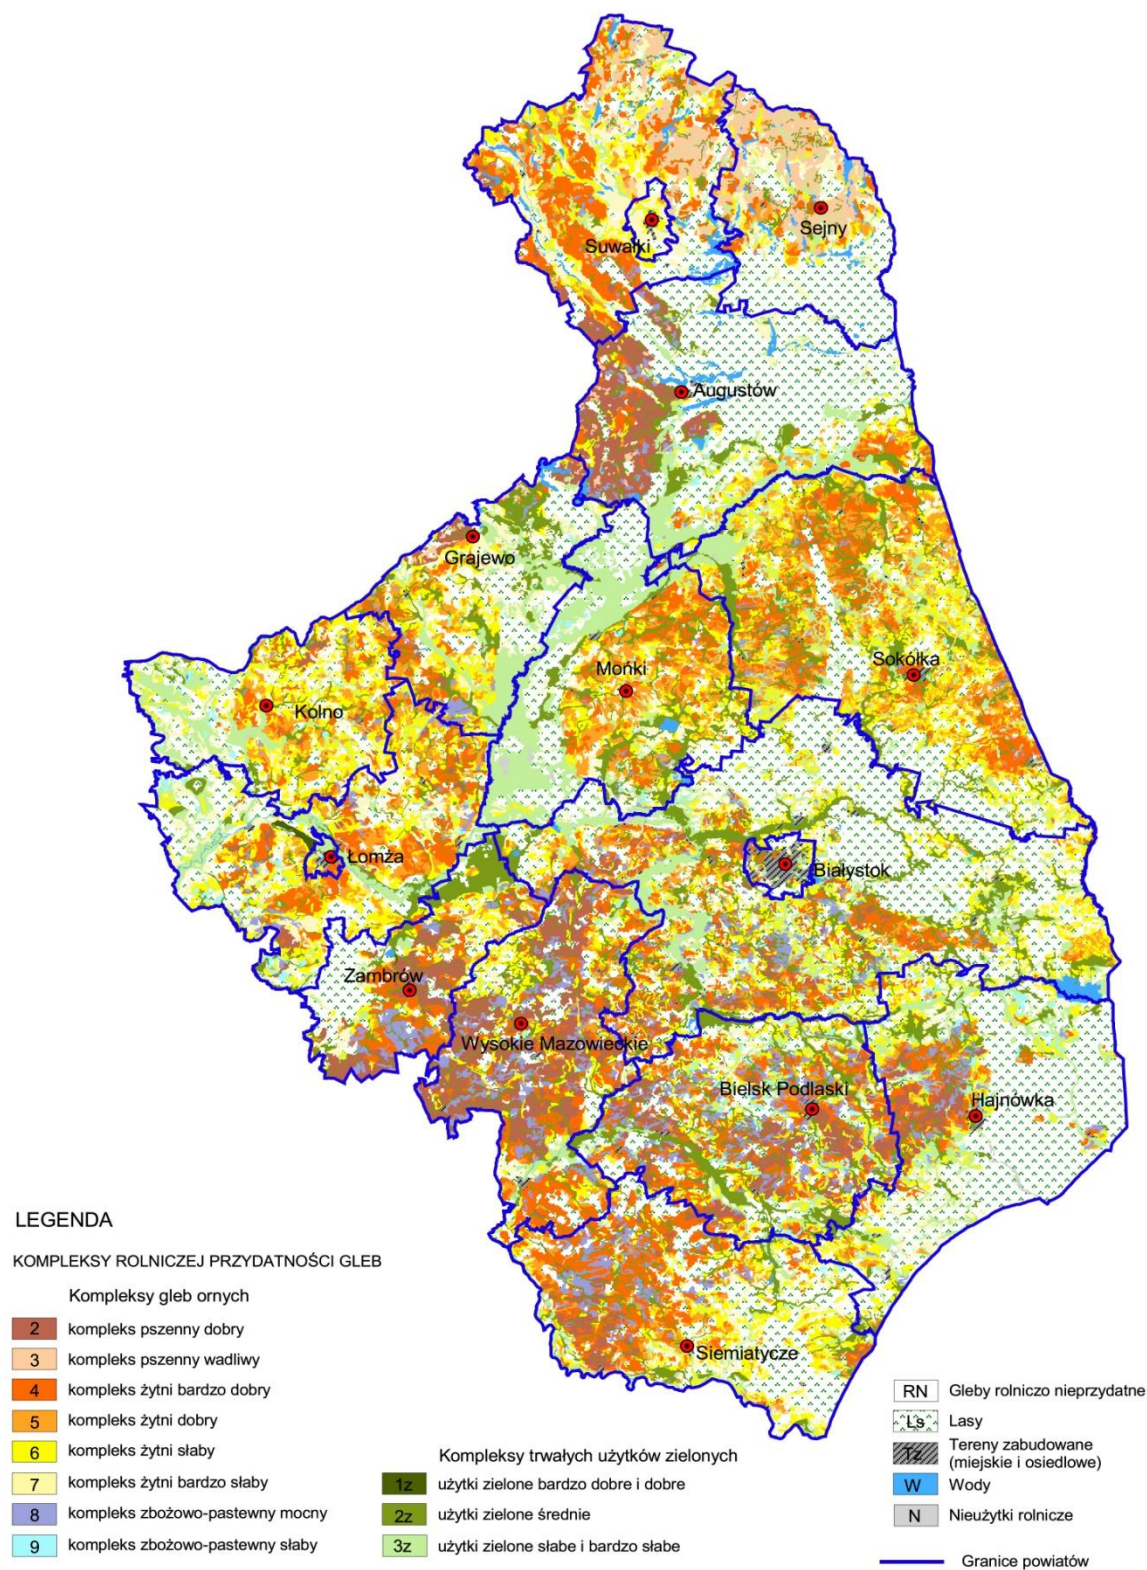 Suwałki
Sejny
Augustów
Grajewo
Mońki
Sokółka
Kolno
Łomża
Białystok
Zambrów
Wysokie Mazowieckie
Bielsk Podlaski
Hajnówka
Siemiatycze
LEGENDA
KOMPLEKSY ROLNICZEJ PRZYDATNOŚCI GLEB
Kompleksy gleb ornych
2 kompleks pszenny dobry
3 kompleks pszenny wadliwy
4 kompleks żytni bardzo dobry
5 kompleks żytni dobry
6 kompleks żytni słaby
7 kompleks żytni bardzo słaby
8 kompleks zbożowo-pastewny mocny
9 kompleks zbożowo-pastewny słaby
Kompleksy trwałych użytków zielonych
1z użytki zielone bardzo dobre i dobre
2z użytki zielone średnie
3z użytki zielone słabe i bardzo słabe
RN Gleby rolniczo nieprzydatne
Ls Lasy
Tz Tereny zabudowane
(miejskie i osiedlowe)
W Wody
N Nieużytki rolnicze
Granice powiatów